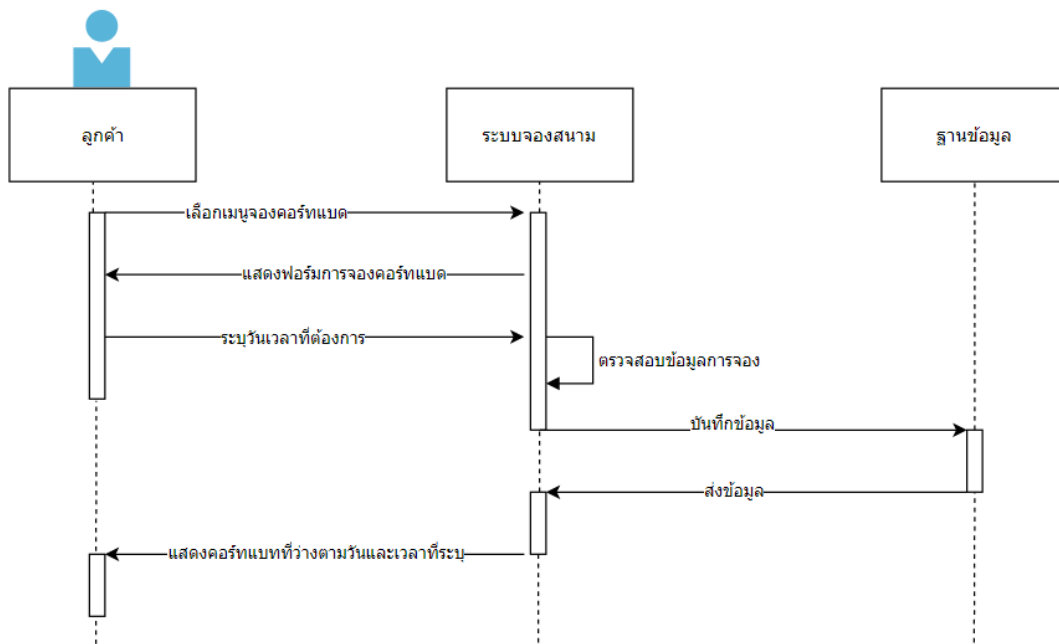 ลูกค้า
ระบบจองสนาม
ฐานข้อมูล
เลือกเมนูจองคอร์ทแบด
แสดงฟอร์มการจองคอร์ทแบด
ระบุวันเวลาที่ต้องการ
ตรวจสอบข้อมูลการจอง
บันทึกข้อมูล
ส่งข้อมูล
แสดงคอร์ทแบทที่ว่างตามวันและเวลาที่ระบุ